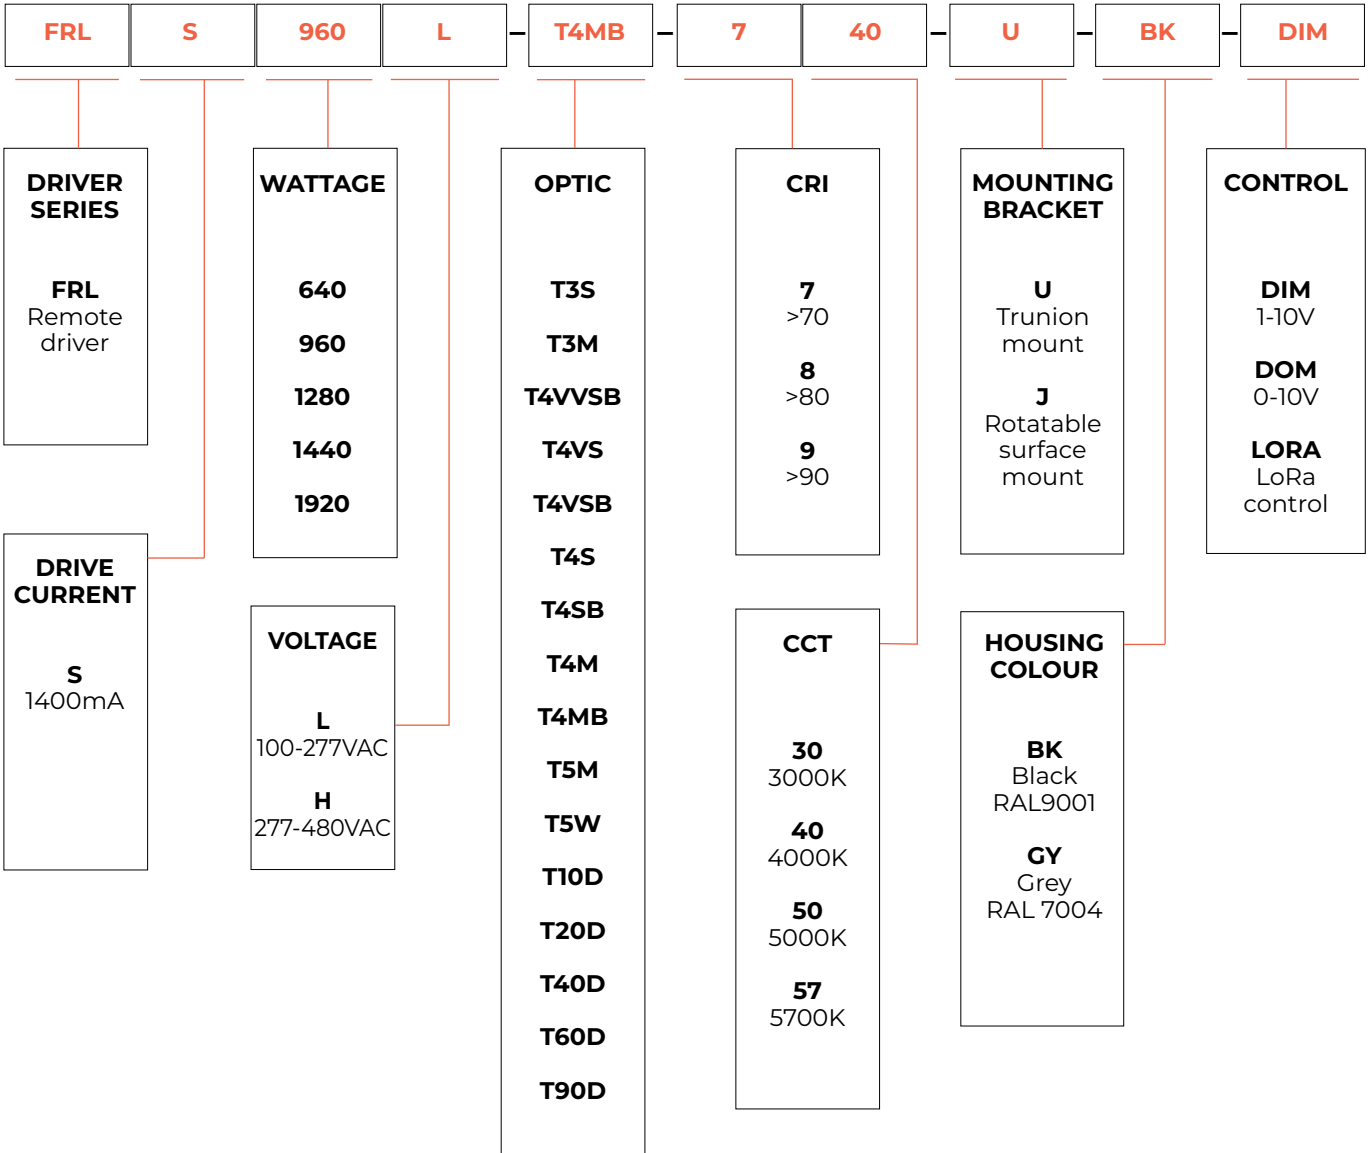 FRL S 960 L – T4MB – 7 40 – U – BK – DIM
DRIVER
SERIES
FRL
Remote
driver
DRIVE
CURRENT
S
1400mA
WATTAGE
640
960
1280
1440
1920
VOLTAGE
L
100-277VAC
H
277-480VAC
OPTIC
T3S
T3M
T4VVSB
T4VS
T4VSB
T4S
T4SB
T4M
T4MB
T5M
T5W
T10D
T20D
T40D
T60D
T90D
CRI
7
>70
8
>80
9
>90
CCT
30
3000K
40
4000K
50
5000K
57
5700K
MOUNTING
BRACKET
U
Trunion
mount
J
Rotatable
surface
mount
HOUSING
COLOUR
BK
Black
RAL9001
GY
Grey
RAL 7004
CONTROL
DIM
1-10V
DOM
0-10V
LORA
LoRa
control